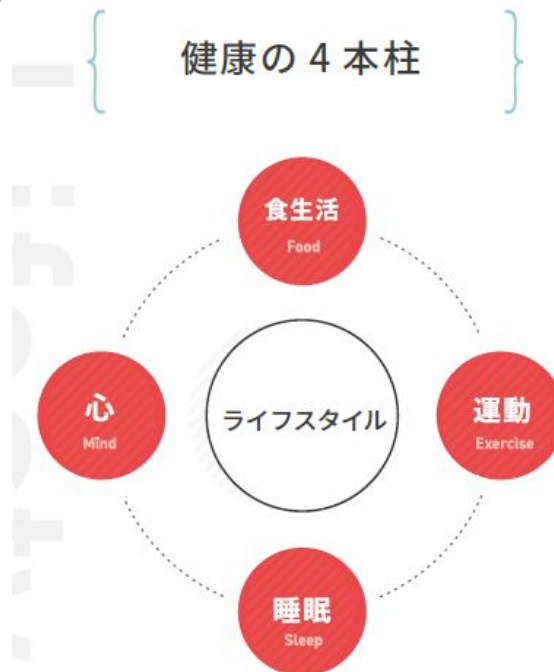 健康の4本柱
食生活
Food
心
Mind
ライフスタイル
運動
Exercise
睡眠
Sleep